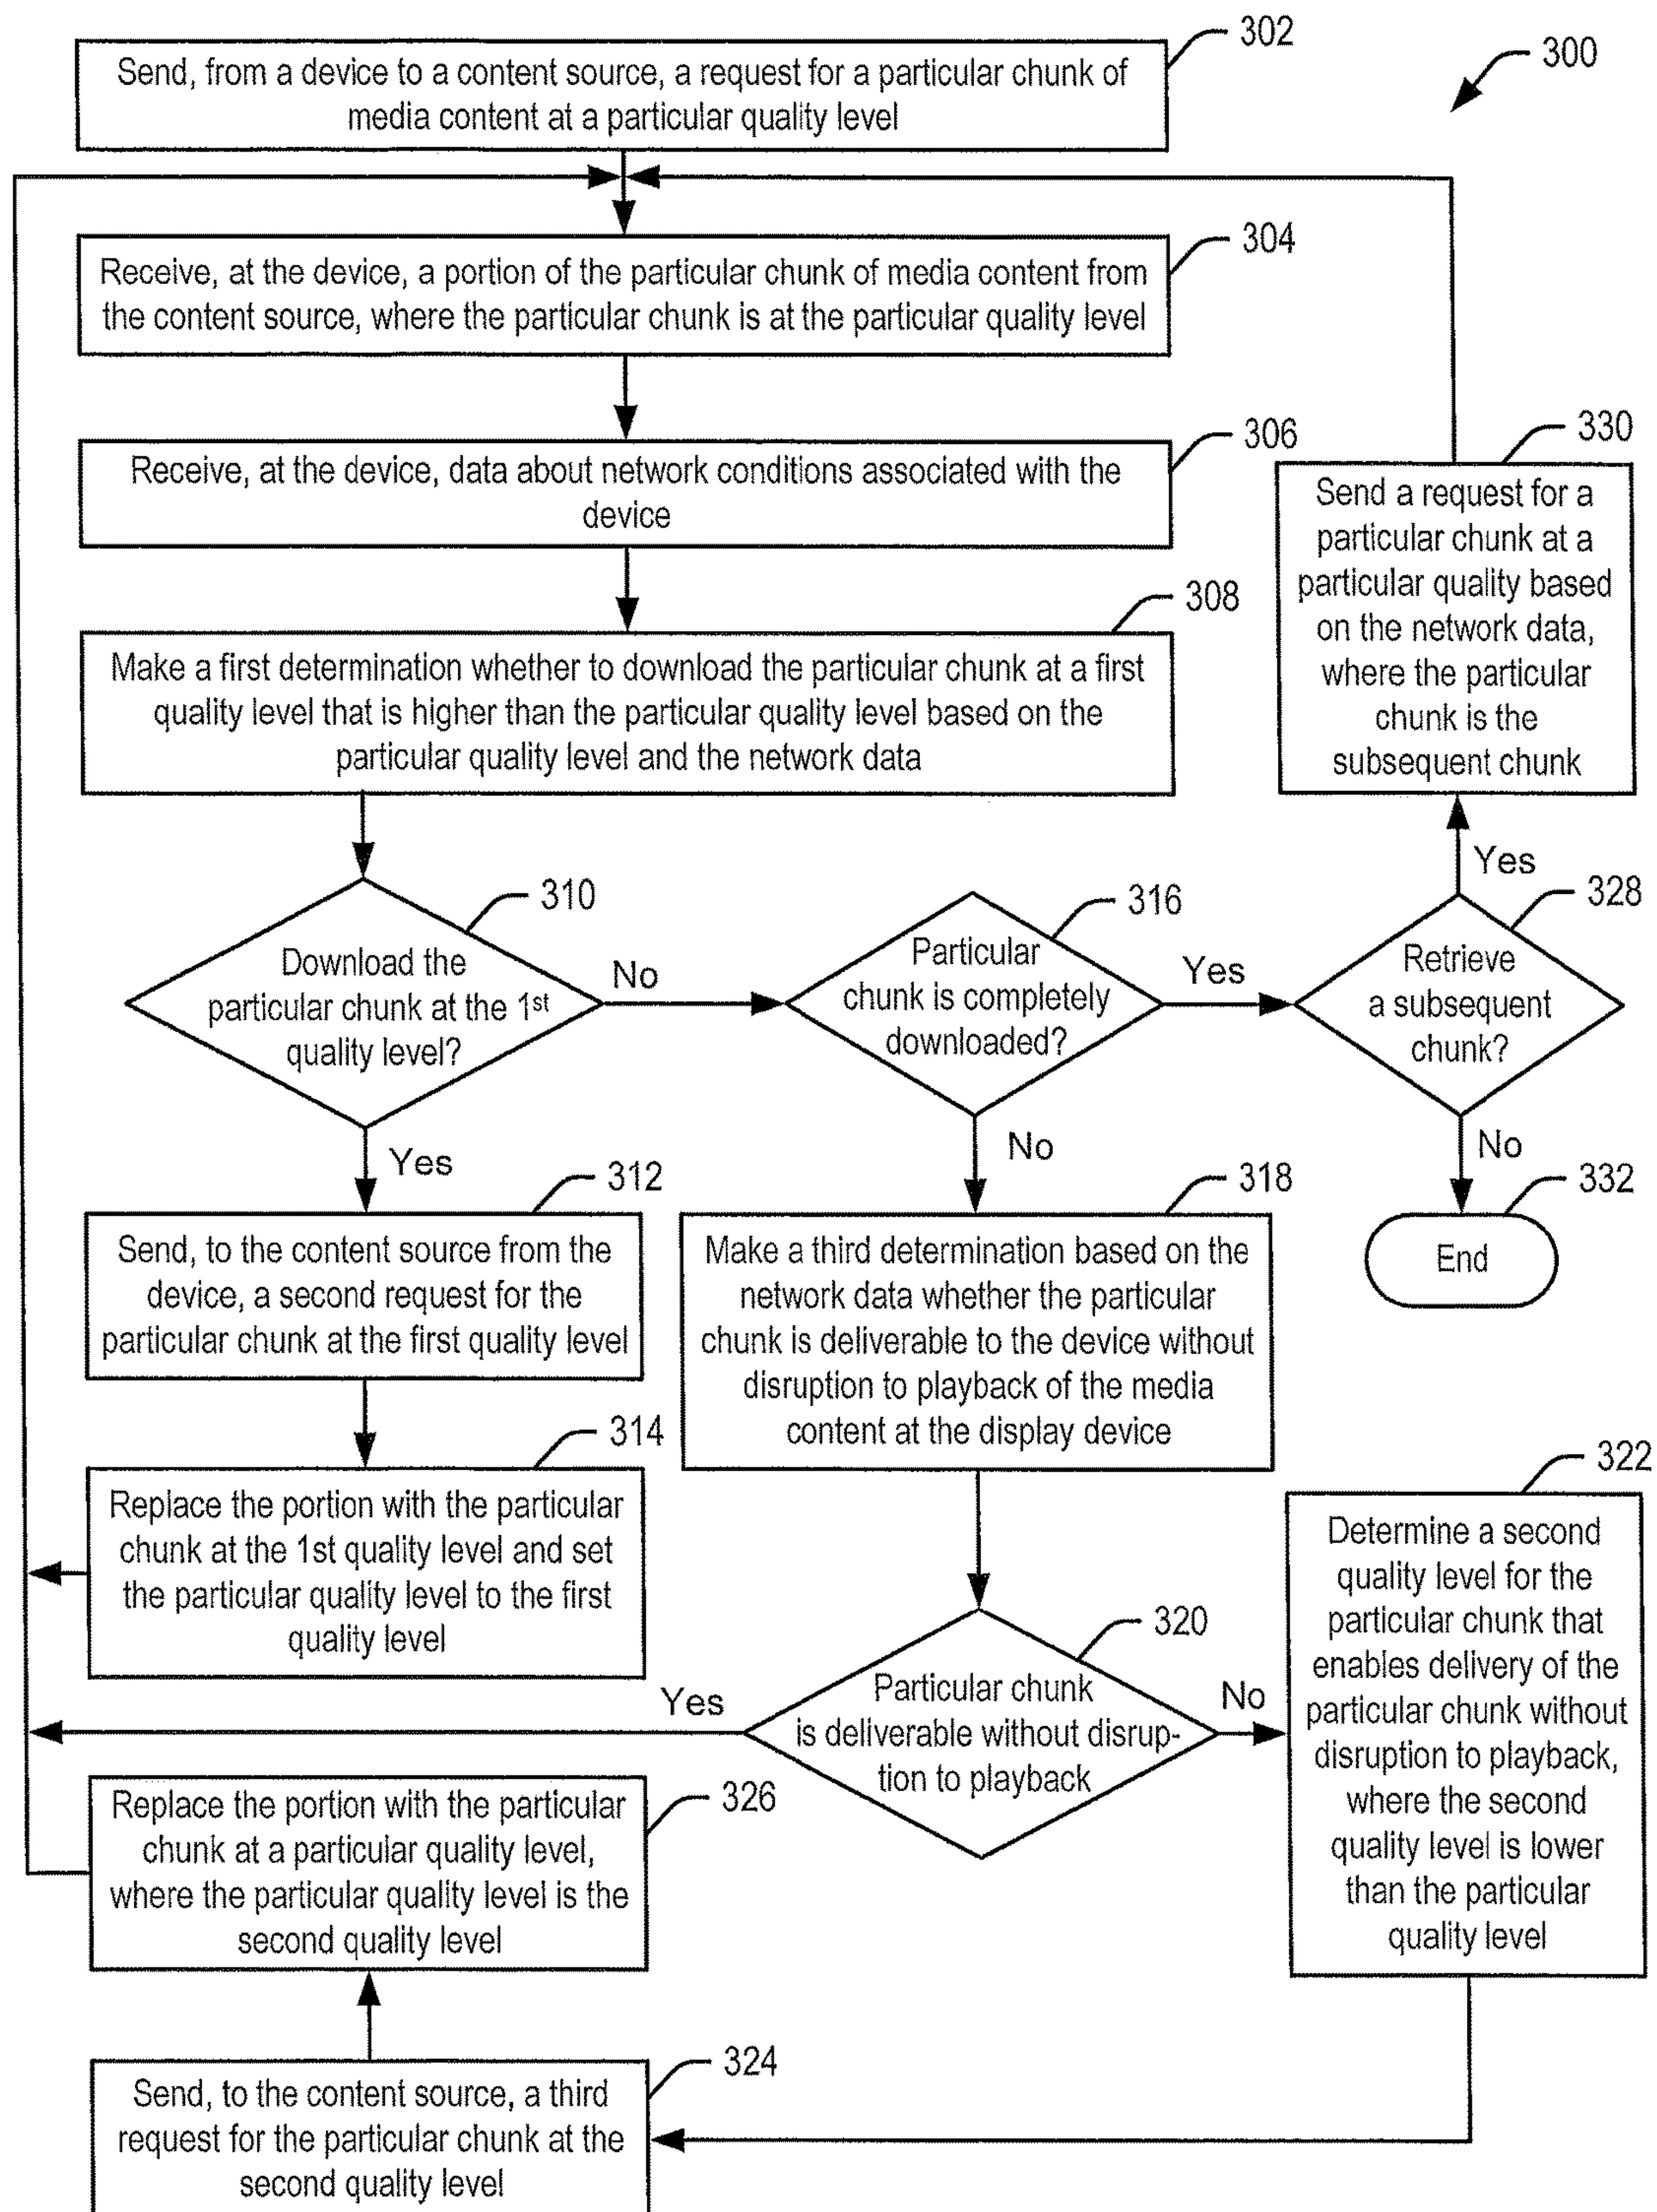 302
300
Send, from a device to a content source, a request for a particular chunk of
media content at a particular quality level
304
Receive, at the device, a portion of the particular chunk of media content from
the content source, where the particular chunk is at the particular quality level
306
Receive, at the device, data about network conditions associated with the
device
330
Send a request for a
particular chunk at a
particular quality based
on the network data,
where the particular
chunk is the
subsequent chunk
308
Make a first determination whether to download the particular chunk at a first
quality level that is higher than the particular quality level based on the
particular quality level and the network data
310
Download the
particular chunk at the 1st
quality level?
No
316
Particular
chunk is completely
downloaded?
Yes
Yes
328
Retrieve
a subsequent
chunk?
Yes
No
No
312
Send, to the content source from the
device, a second request for the
particular chunk at the first quality level
318
Make a third determination based on the
network data whether the particular
chunk is deliverable to the device without
disruption to playback of the media
content at the display device
332
End
314
Replace the portion with the particular
chunk at the 1st quality level and set
the particular quality level to the first
quality level
320
Particular chunk
is deliverable without disrup-
tion to playback
Yes
No
322
Determine a second
quality level for the
particular chunk that
enables delivery of the
particular chunk without
disruption to playback,
where the second
quality level is lower
than the particular
quality level
326
Replace the portion with the particular
chunk at a particular quality level,
where the particular quality level is the
second quality level
324
Send, to the content source, a third
request for the particular chunk at the
second quality level